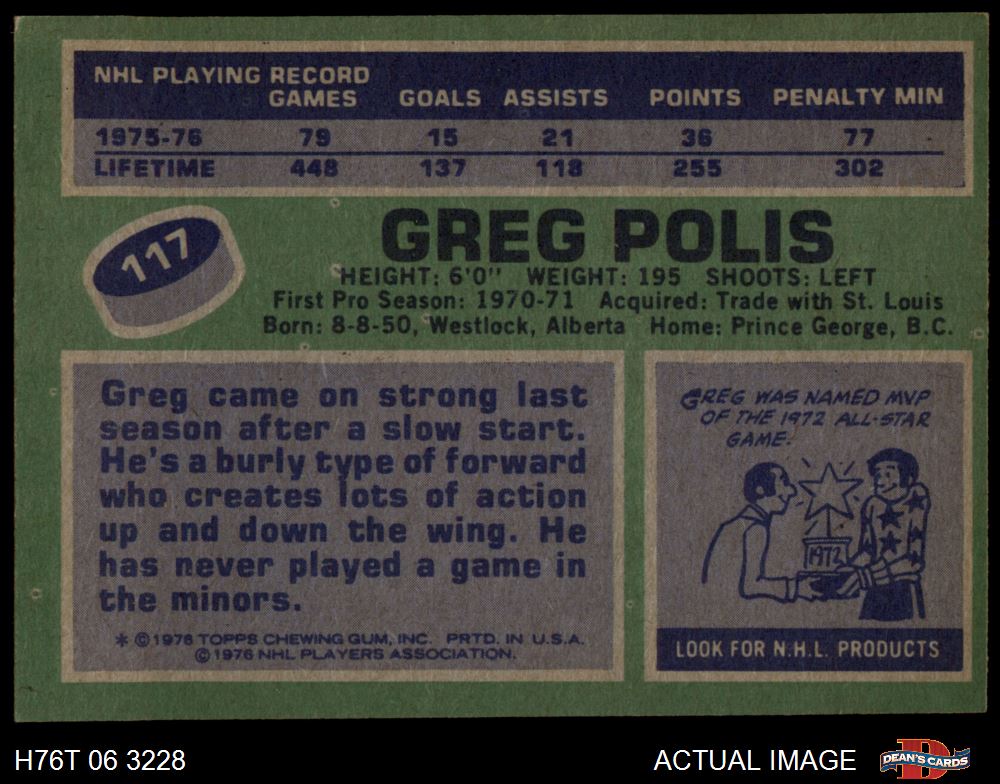 NHL PLAYING RECORD
GAMES GOALS ASSISTS POINTS PENALTY MIN
1975-76 79 15 21 36 77
LIFETIME 448 137 118 255 302
117
GREG POLIS
HEIGHT: 6'0" WEIGHT: 195 SHOOTS: LEFT
First Pro Season: 1970-71 Acquired: Trade with St. Louis
Born: 8-8-50, Westlock, Alberta Home: Prince George, B.C.
Greg came on strong last
season after a slow start.
He's a burly type of forward
who creates lots of action
up and down the wing. He
has never played a game in
the minors.
* © 1976 TOPPS CHEWING GUM, INC. PRTD. IN U.S.A.
© 1976 NHL PLAYERS ASSOCIATION.
GREG WAS NAMED MVP
OF THE 1972 ALL-STAR
GAME.
1972
LOOK FOR N.H.L. PRODUCTS
H76T 06 3228
ACTUAL IMAGE
D
DEAN'S CARDS